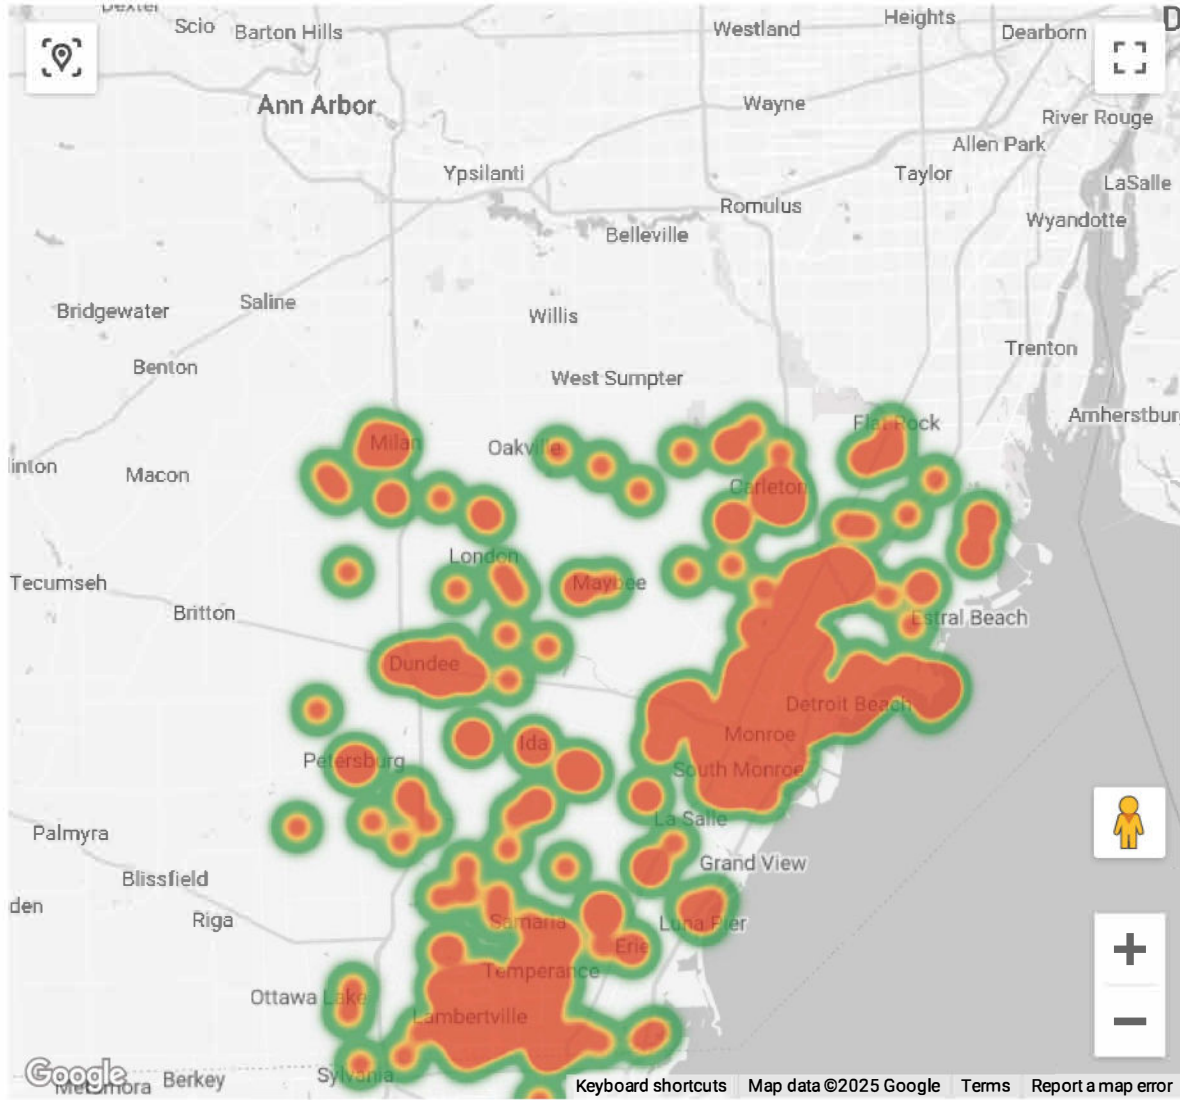 Dexter
Scio
Barton Hills
Westland
Heights
Dearborn
D
Ann Arbor
Wayne
River Rouge
Allen Park
Ypsilanti
Taylor
LaSalle
Romulus
Wyandotte
Belleville
Saline
Bridgewater
Willis
Trenton
Benton
West Sumpter
Amherstbur
Flat Rock
Milan
Oakville
linton
Macon
Carleton
London
Tecumseh
Maybee
Britton
Estral Beach
Dundee
Detroit Beach
Monroe
Ida
Petersburg
South Monroe
La Salle
Palmyra
Grand View
Blissfield
den
Riga
Samaria
Luna Pier
Erie
Temperance
Ottawa Lake
Lambertville
Google
Sylvania
Metamora
Berkey
Keyboard shortcuts
Map data ©2025 Google
Terms
Report a map error